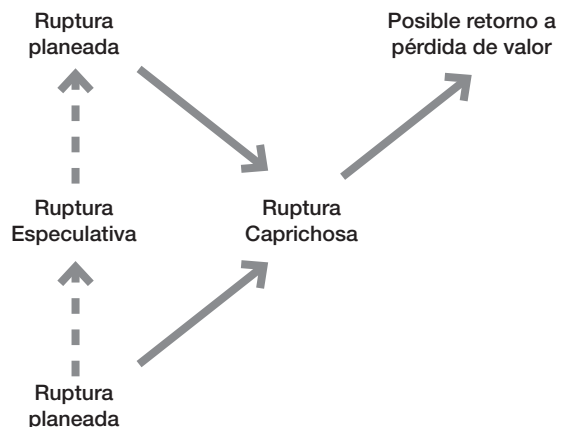 Ruptura
planeada
Posible retorno a
pérdida de valor
Ruptura
Especulativa
Ruptura
Caprichosa
Ruptura
planeada